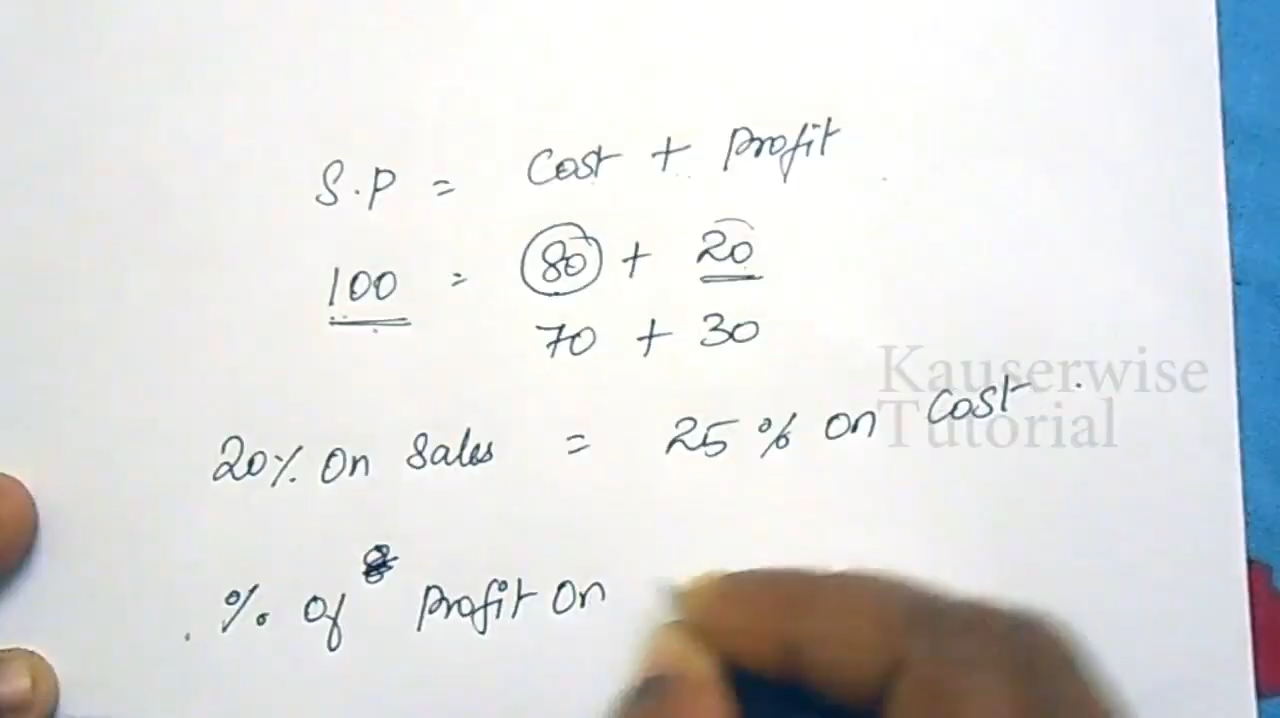 S.P = Cost + Profit
100 = 80 + 20
70 + 30
Kauserwise
Tutorial
20% On Sales = 25% on Cost
% Of Profit On